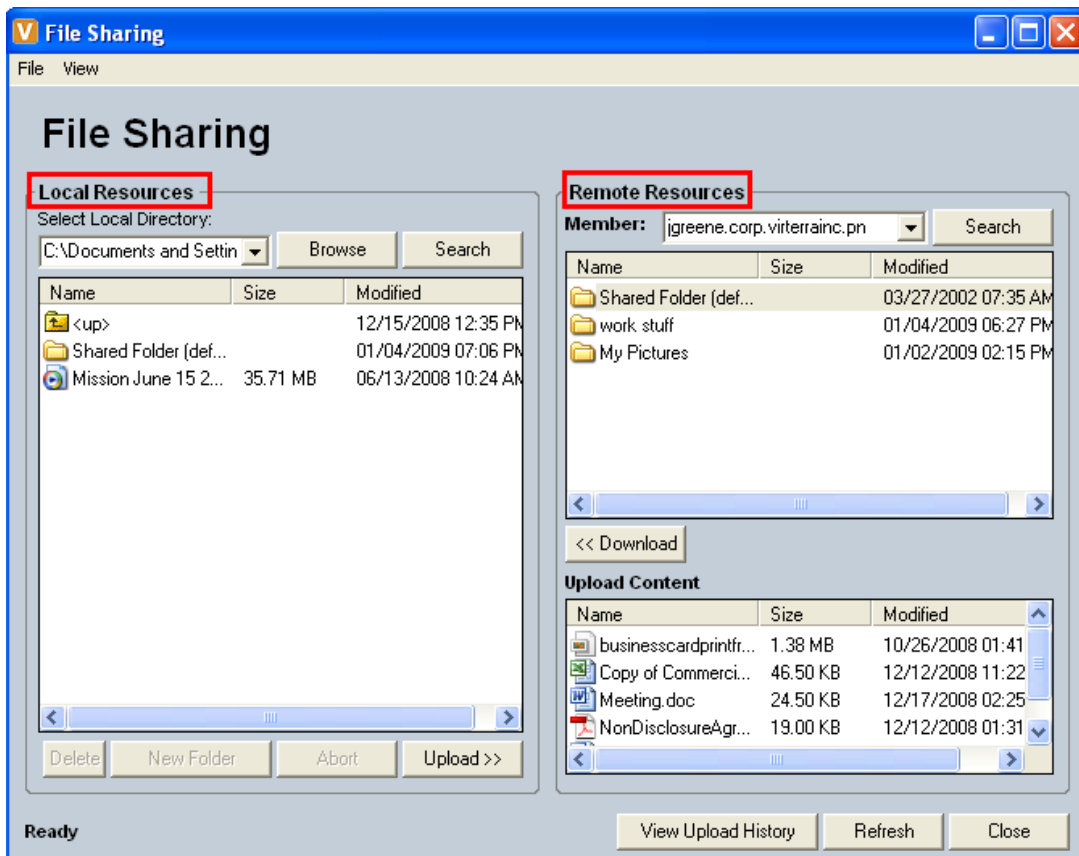 File Sharing
File View
File Sharing
Local Resources
Select Local Directory:
C:\Documents and Settin Browse Search
Name Size Modified
<up> 12/15/2008 12:35 PM
Shared Folder (def... 01/04/2009 07:06 PM
Mission June 15 2... 35.71 MB 06/13/2008 10:24 AM
Delete New Folder Abort Upload >>
Remote Resources
Member: jgreene.corp.virterrainc.pn Search
Name Size Modified
Shared Folder (def... 03/27/2002 07:35 AM
work stuff 01/04/2009 06:27 PM
My Pictures 01/02/2009 02:15 PM
<< Download
Upload Content
Name Size Modified
businesscardprintfr... 1.38 MB 10/26/2008 01:41
Copy of Commerci... 46.50 KB 12/12/2008 11:22
Meeting.doc 24.50 KB 12/17/2008 02:25
NonDisclosureAgr... 19.00 KB 12/12/2008 01:31
Ready View Upload History Refresh Close